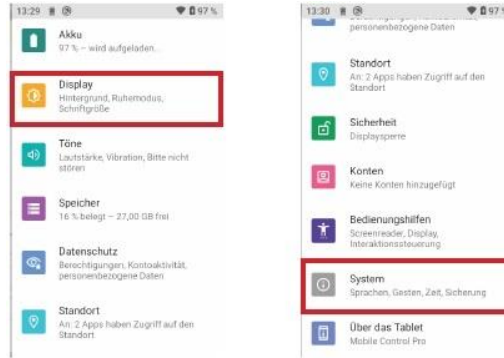 13:29
97 %
Akku
97 % – wird aufgeladen.
Display
Hintergrund, Ruhemodus,
Schriftgröße
Töne
Lautstärke, Vibration, Bitte nicht
stören
Speicher
16 % belegt – 27,00 GB frei
Datenschutz
Berechtigungen, Kontoaktivität,
personenbezogene Daten
Standort
An: 2 Apps haben Zugriff auf den
Standort
13:30
97 %
personenbezogene Daten
Standort
An: 2 Apps haben Zugriff auf den
Standort
Sicherheit
Displaysperre
Konten
Keine Konten hinzugefügt
Bedienungshilfen
Screenreader, Display,
Interaktionssteuerung
System
Sprachen, Gesten, Zeit, Sicherung
Über das Tablet
Mobile Control Pro